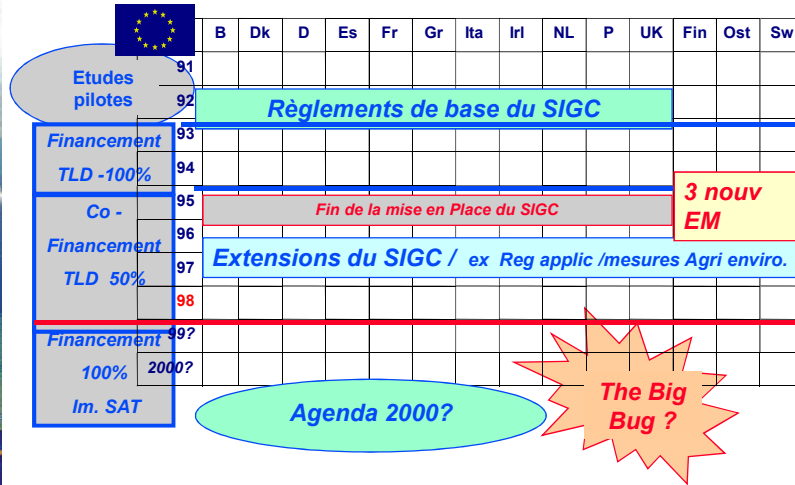 B Dk D Es Fr Gr Ita Irl NL P UK Fin Ost Sw
Etudes
pilotes
91
92
Règlements de base du SIGC
Financement
TLD -100%
93
94
3 nouv
EM
Co -
Financement
TLD 50%
95
Fin de la mise en Place du SIGC
96
97
Extensions du SIGC / ex Reg applic /mesures Agri enviro.
98
Financement
100%
Im. SAT
99?
2000?
Agenda 2000?
The Big
Bug ?